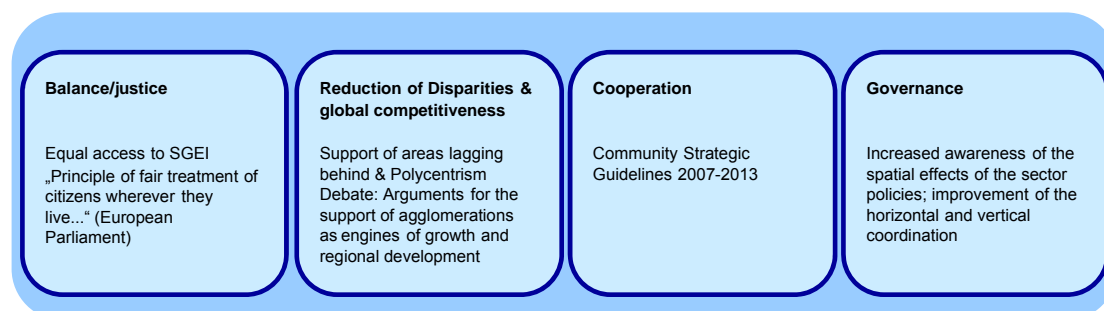 Balance/justice
Equal access to SGEI
„Principle of fair treatment of
citizens wherever they
live...“ (European
Parliament)
Reduction of Disparities &
global competitiveness
Support of areas lagging
behind & Polycentrism
Debate: Arguments for the
support of agglomerations
as engines of growth and
regional development
Cooperation
Community Strategic
Guidelines 2007-2013
Governance
Increased awareness of the
spatial effects of the sector
policies; improvement of the
horizontal and vertical
coordination